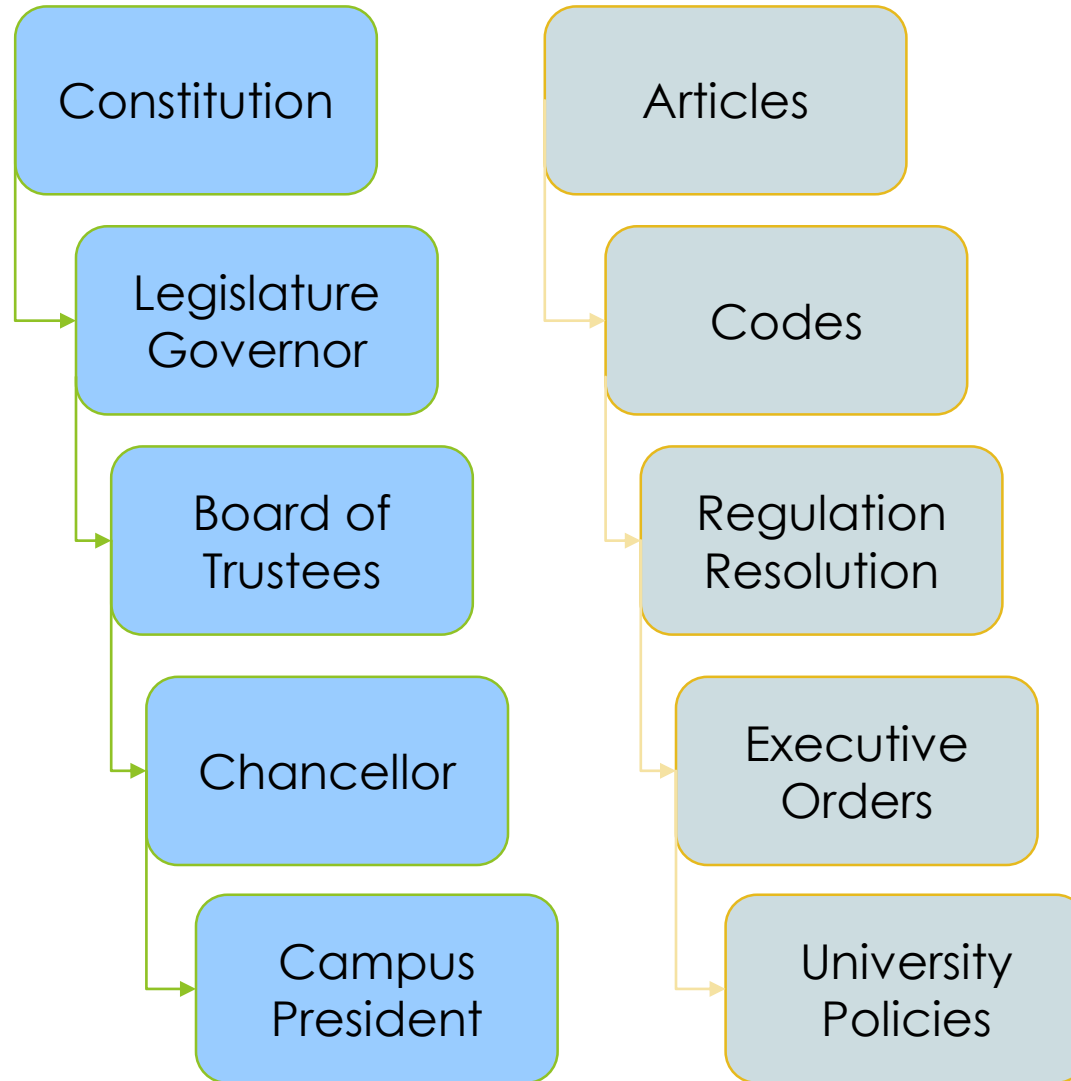 Constitution
Legislature
Governor
Board of
Trustees
Chancellor
Campus
President
Articles
Codes
Regulation
Resolution
Executive
Orders
University
Policies